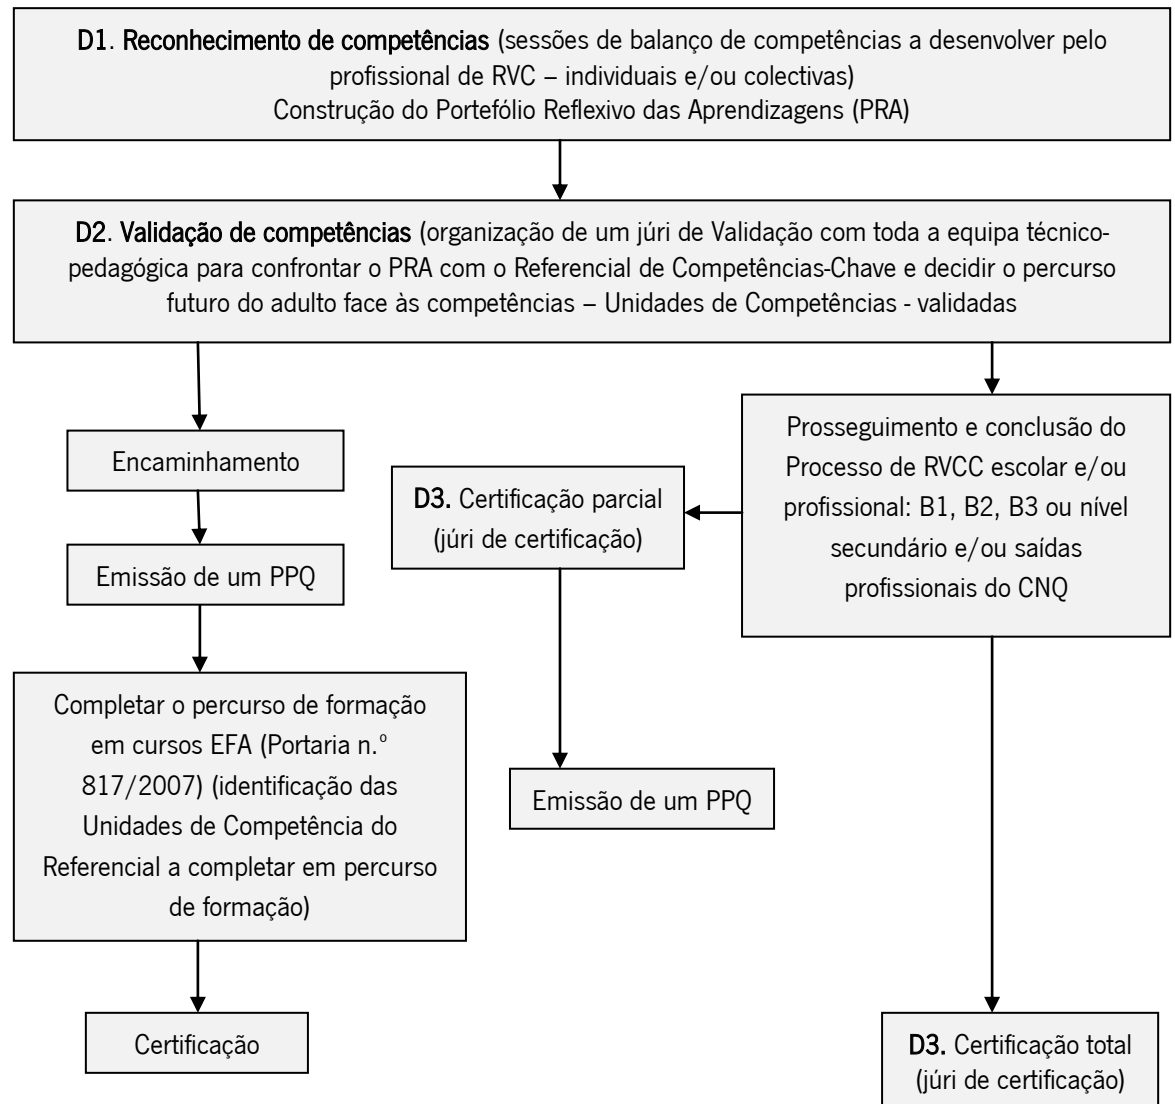 D1. Reconhecimento de competências (sessões de balanço de competências a desenvolver pelo
profissional de RVC – individuais e/ou colectivas)
Construção do Portefólio Reflexivo das Aprendizagens (PRA)
D2. Validação de competências (organização de um júri de Validação com toda a equipa técnico-
pedagógica para confrontar o PRA com o Referencial de Competências-Chave e decidir o percurso
futuro do adulto face às competências – Unidades de Competências - validadas
Encaminhamento
Emissão de um PPQ
Completar o percurso de formação
em cursos EFA (Portaria n.º
817/2007) (identificação das
Unidades de Competência do
Referencial a completar em percurso
de formação)
Certificação
D3. Certificação parcial
(júri de certificação)
Emissão de um PPQ
Prosseguimento e conclusão do
Processo de RVCC escolar e/ou
profissional: B1, B2, B3 ou nível
secundário e/ou saídas
profissionais do CNQ
D3. Certificação total
(júri de certificação)